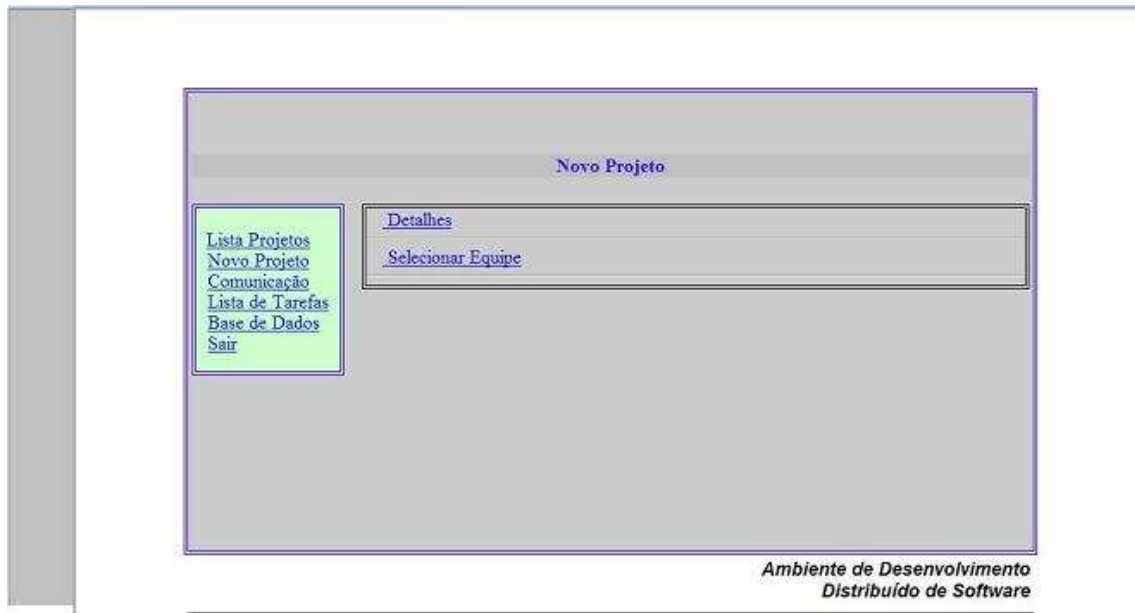 Novo Projeto
Lista Projetos
Novo Projeto
Comunicação
Lista de Tarefas
Base de Dados
Sair
Detalhes
Selecionar Equipe
Ambiente de Desenvolvimento
Distribuído de Software